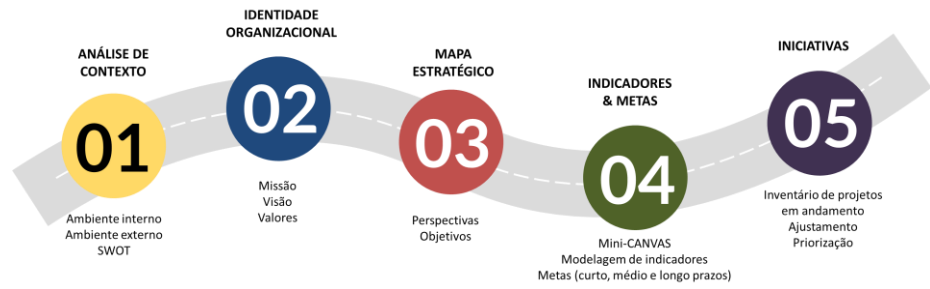 ANÁLISE DE
CONTEXTO
01
Ambiente interno
Ambiente externo
SWOT
IDENTIDADE
ORGANIZACIONAL
02
Missão
Visão
Valores
MAPA
ESTRATÉGICO
03
Perspectivas
Objetivos
INDICADORES
& METAS
04
Mini-CANVAS
Modelagem de indicadores
Metas (curto, médio e longo prazos)
INICIATIVAS
05
Inventário de projetos
em andamento
Ajustamento
Priorização